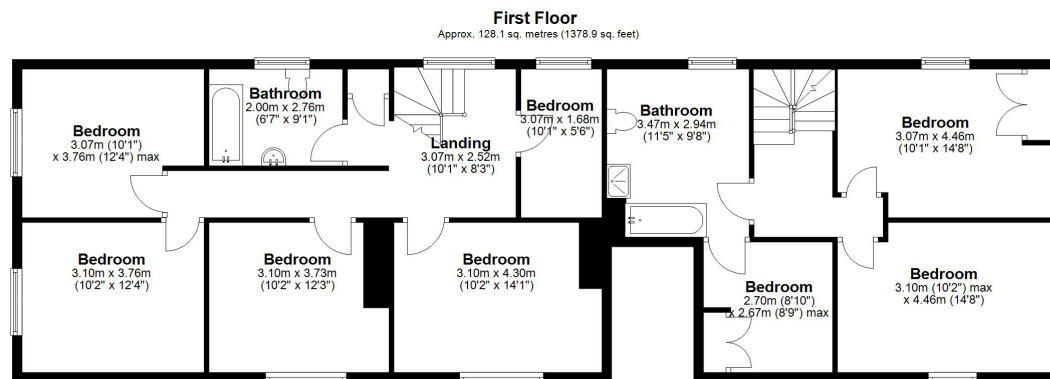 First Floor
Approx. 128.1 sq. metres (1378.9 sq. feet)
Bedroom
3.07m (10'1")
x 3.76m (12'4") max
Bathroom
2.00m x 2.76m
(6'7" x 9'1")
Landing
3.07m x 2.52m
(10'1" x 8'3")
Bedroom
3.07m x 1.68m
(10'1" x 5'6")
Bathroom
3.47m x 2.94m
(11'5" x 9'8")
Bedroom
3.07m x 4.46m
(10'1" x 14'8")
Bedroom
3.10m x 3.76m
(10'2" x 12'4")
Bedroom
3.10m x 3.73m
(10'2" x 12'3")
Bedroom
3.10m x 4.30m
(10'2" x 14'1")
Bedroom
2.70m (8'10")
x 2.67m (8'9") max
Bedroom
3.10m (10'2") max
x 4.46m (14'8")